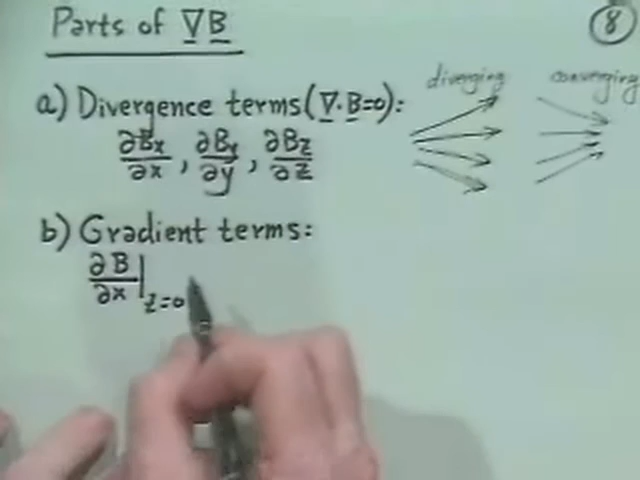 Parts of ∇B
8
a) Divergence terms (∇·B=0):
diverging
converging
∂Bx/∂x , ∂By/∂y , ∂Bz/∂z
b) Gradient terms:
∂B/∂x |z=0